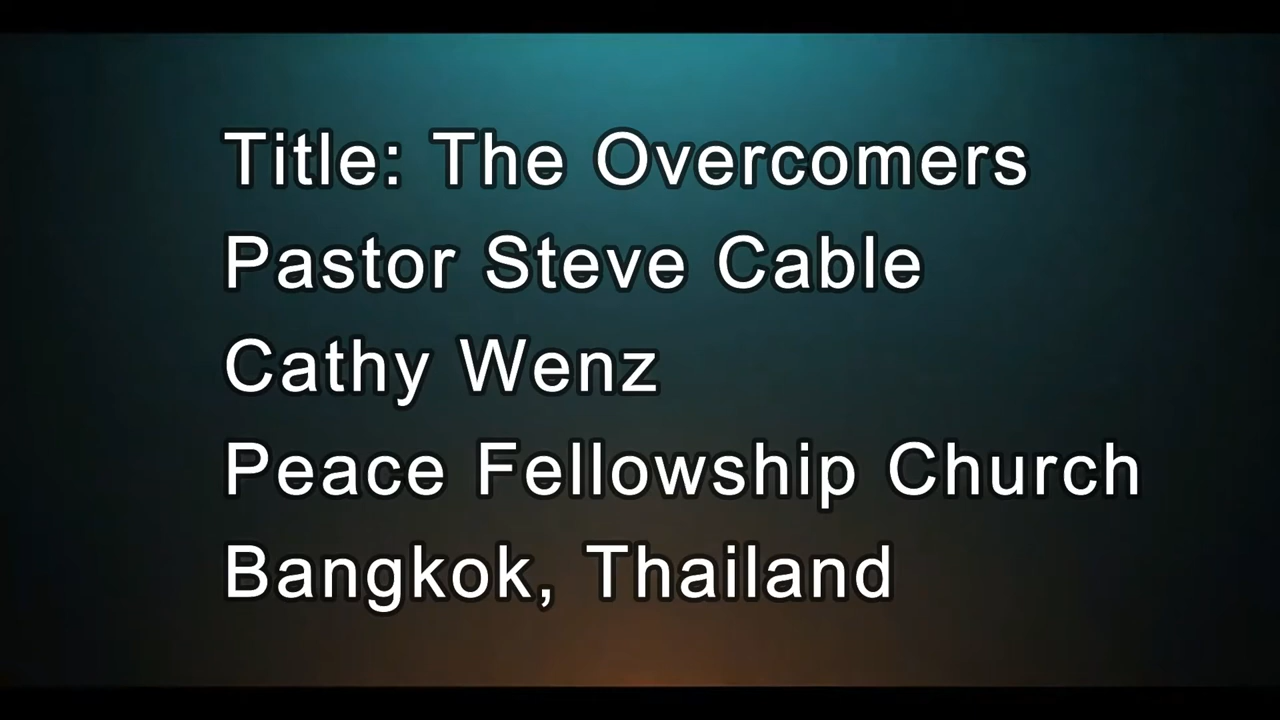 Title: The Overcomers
Pastor Steve Cable
Cathy Wenz
Peace Fellowship Church
Bangkok, Thailand